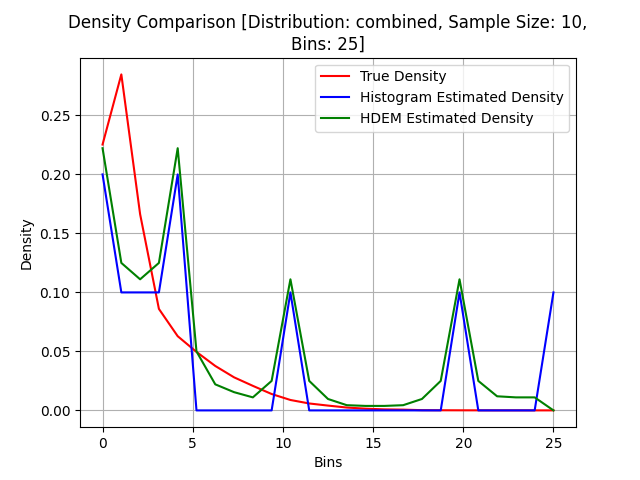 Density Comparison [Distribution: combined, Sample Size: 10,
Bins: 25]
True Density
Histogram Estimated Density
HDEM Estimated Density
Density
0.25
0.20
0.15
0.10
0.05
0.00
0 5 10 15 20 25
Bins